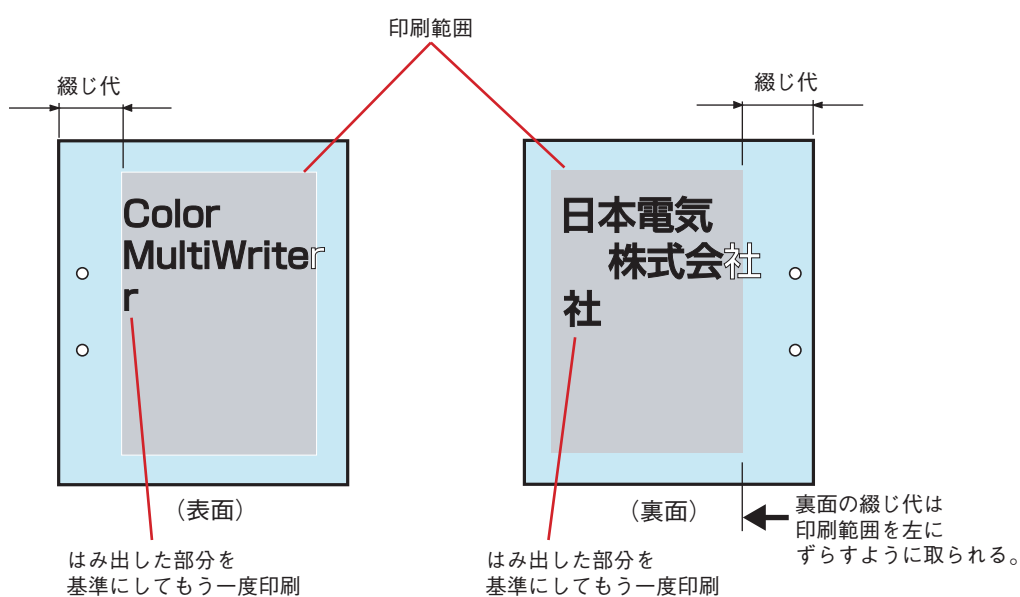 印刷範囲
綴じ代
綴じ代
Color
MultiWriter
r
日本電気
株式会社
社
（表面）
（裏面）
裏面の綴じ代は
印刷範囲を左に
ずらすように取られる。
はみ出した部分を
基準にしてもう一度印刷
はみ出した部分を
基準にしてもう一度印刷